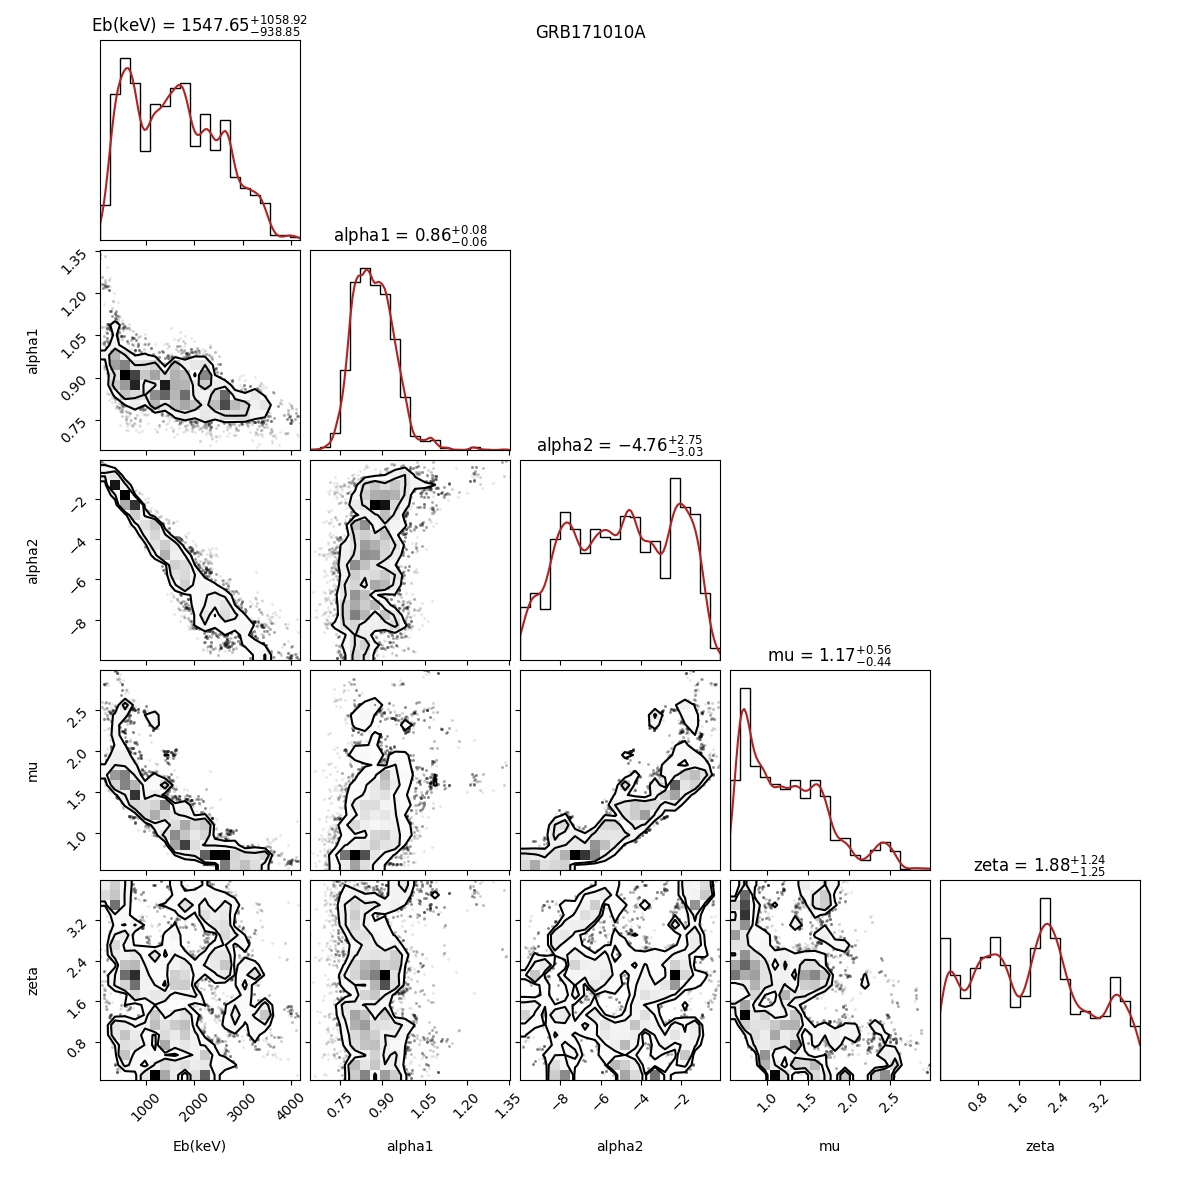 Eb(keV) = 1547.65+1058.92−938.85
GRB171010A
alpha1 = 0.86+0.08−0.06
1.35
1.20
1.05
0.90
0.75
alpha1
alpha2 = −4.76+2.75−3.03
−2
−4
−6
−8
alpha2
mu = 1.17+0.56−0.44
2.5
2.0
1.5
1.0
mu
zeta = 1.88+1.24−1.25
3.2
2.4
1.6
0.8
zeta
1000 2000 3000 4000 0.75 0.90 1.05 1.20 1.35 −8 −6 −4 −2 1.0 1.5 2.0 2.5 0.8 1.6 2.4 3.2
Eb(keV) alpha1 alpha2 mu zeta